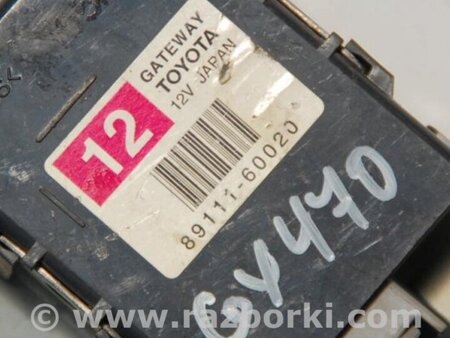 12
GATEWAY
TOYOTA
12V JAPAN
89111-60020
GX470
© www.razborki.com